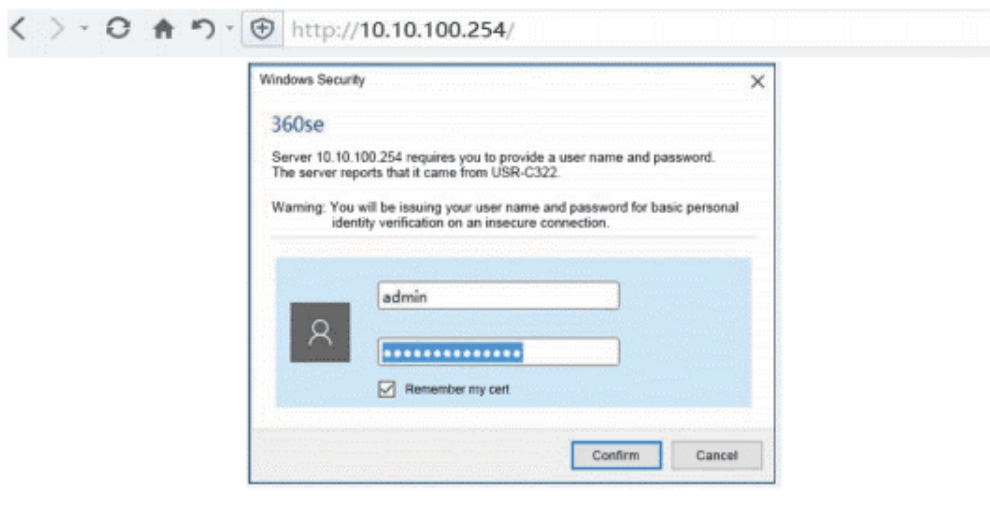 http://10.10.100.254/
Windows Security
360se
Server 10.10.100.254 requires you to provide a user name and password.
The server reports that it came from USR-C322.
Warning: You will be issuing your user name and password for basic personal
identity verification on an insecure connection.
admin
Remember my cert
Confirm
Cancel